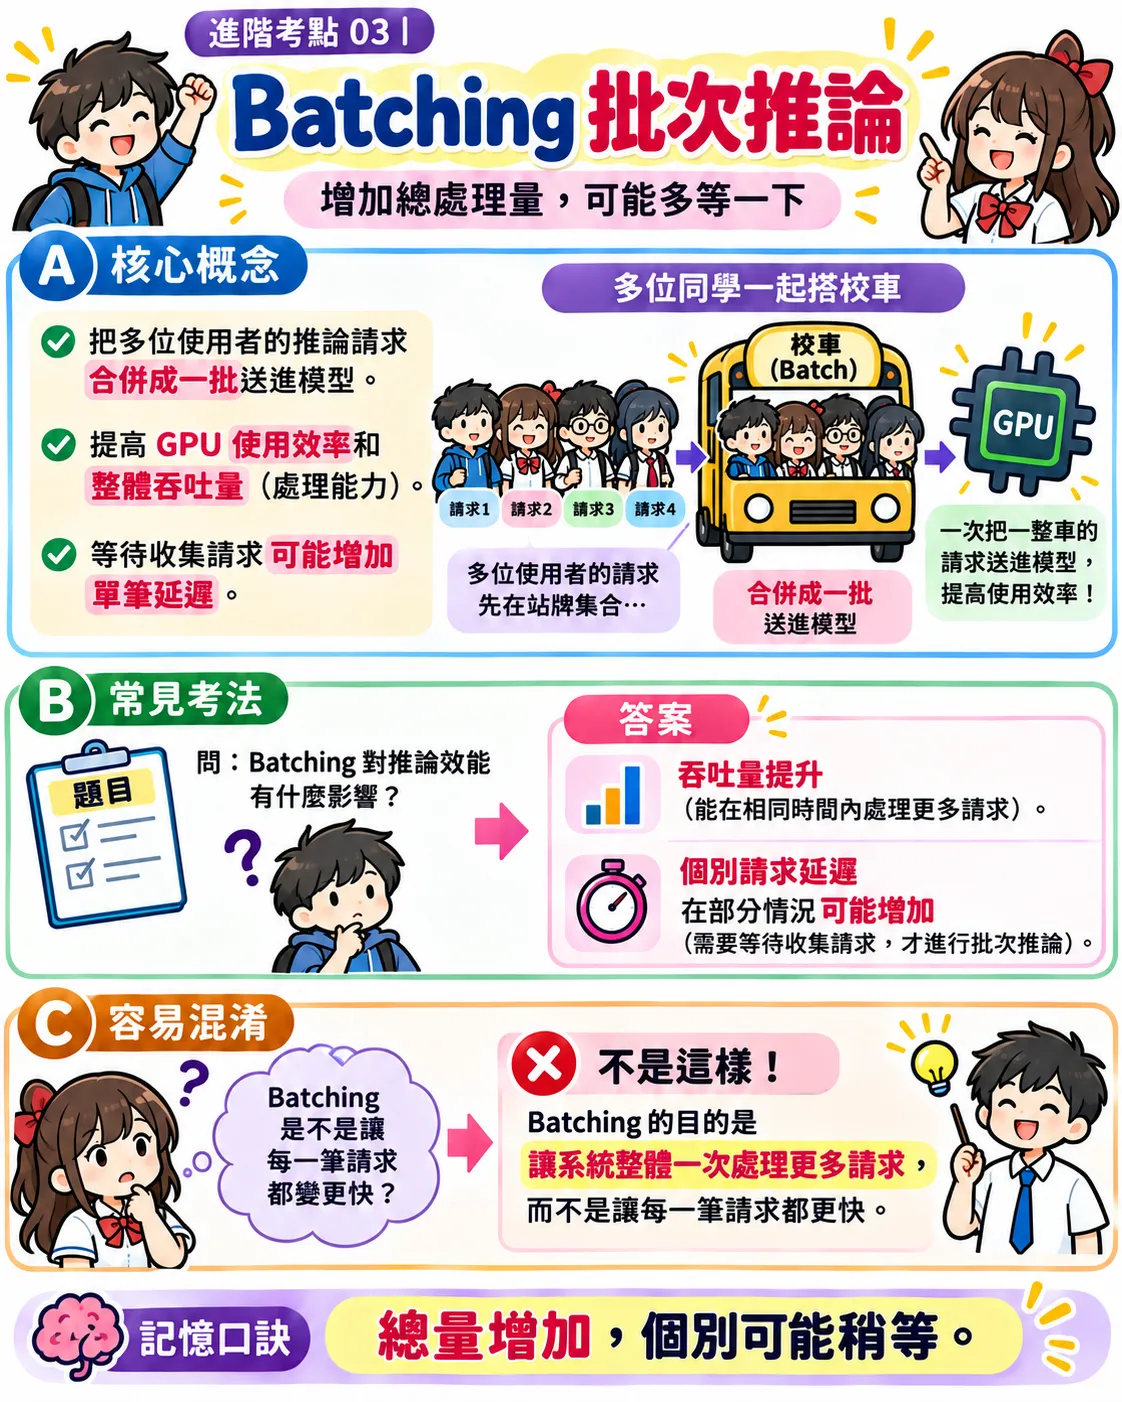 進階考點 03 |
Batching 批次推論
增加總處理量，可能多等一下
A 核心概念
把多位使用者的推論請求
合併成一批送進模型。
提高 GPU 使用效率和
整體吞吐量（處理能力）。
等待收集請求 可能增加
單筆延遲。
多位同學一起搭校車
校車
（Batch）
GPU
請求1
請求2
請求3
請求4
多位使用者的請求
先在站牌集合…
合併成一批
送進模型
一次把一整車的
請求送進模型，
提高使用效率！
B 常見考法
題目
問：Batching 對推論效能
有什麼影響？
?
答案
吞吐量提升
（能在相同時間內處理更多請求）。
個別請求延遲
在部分情況 可能增加
（需要等待收集請求，才進行批次推論）。
C 容易混淆
?
Batching
是不是讓
每一筆請求
都變更快？
不是這樣！
Batching 的目的是
讓系統整體一次處理更多請求，
而不是讓每一筆請求都更快。
記憶口訣
總量增加，個別可能稍等。